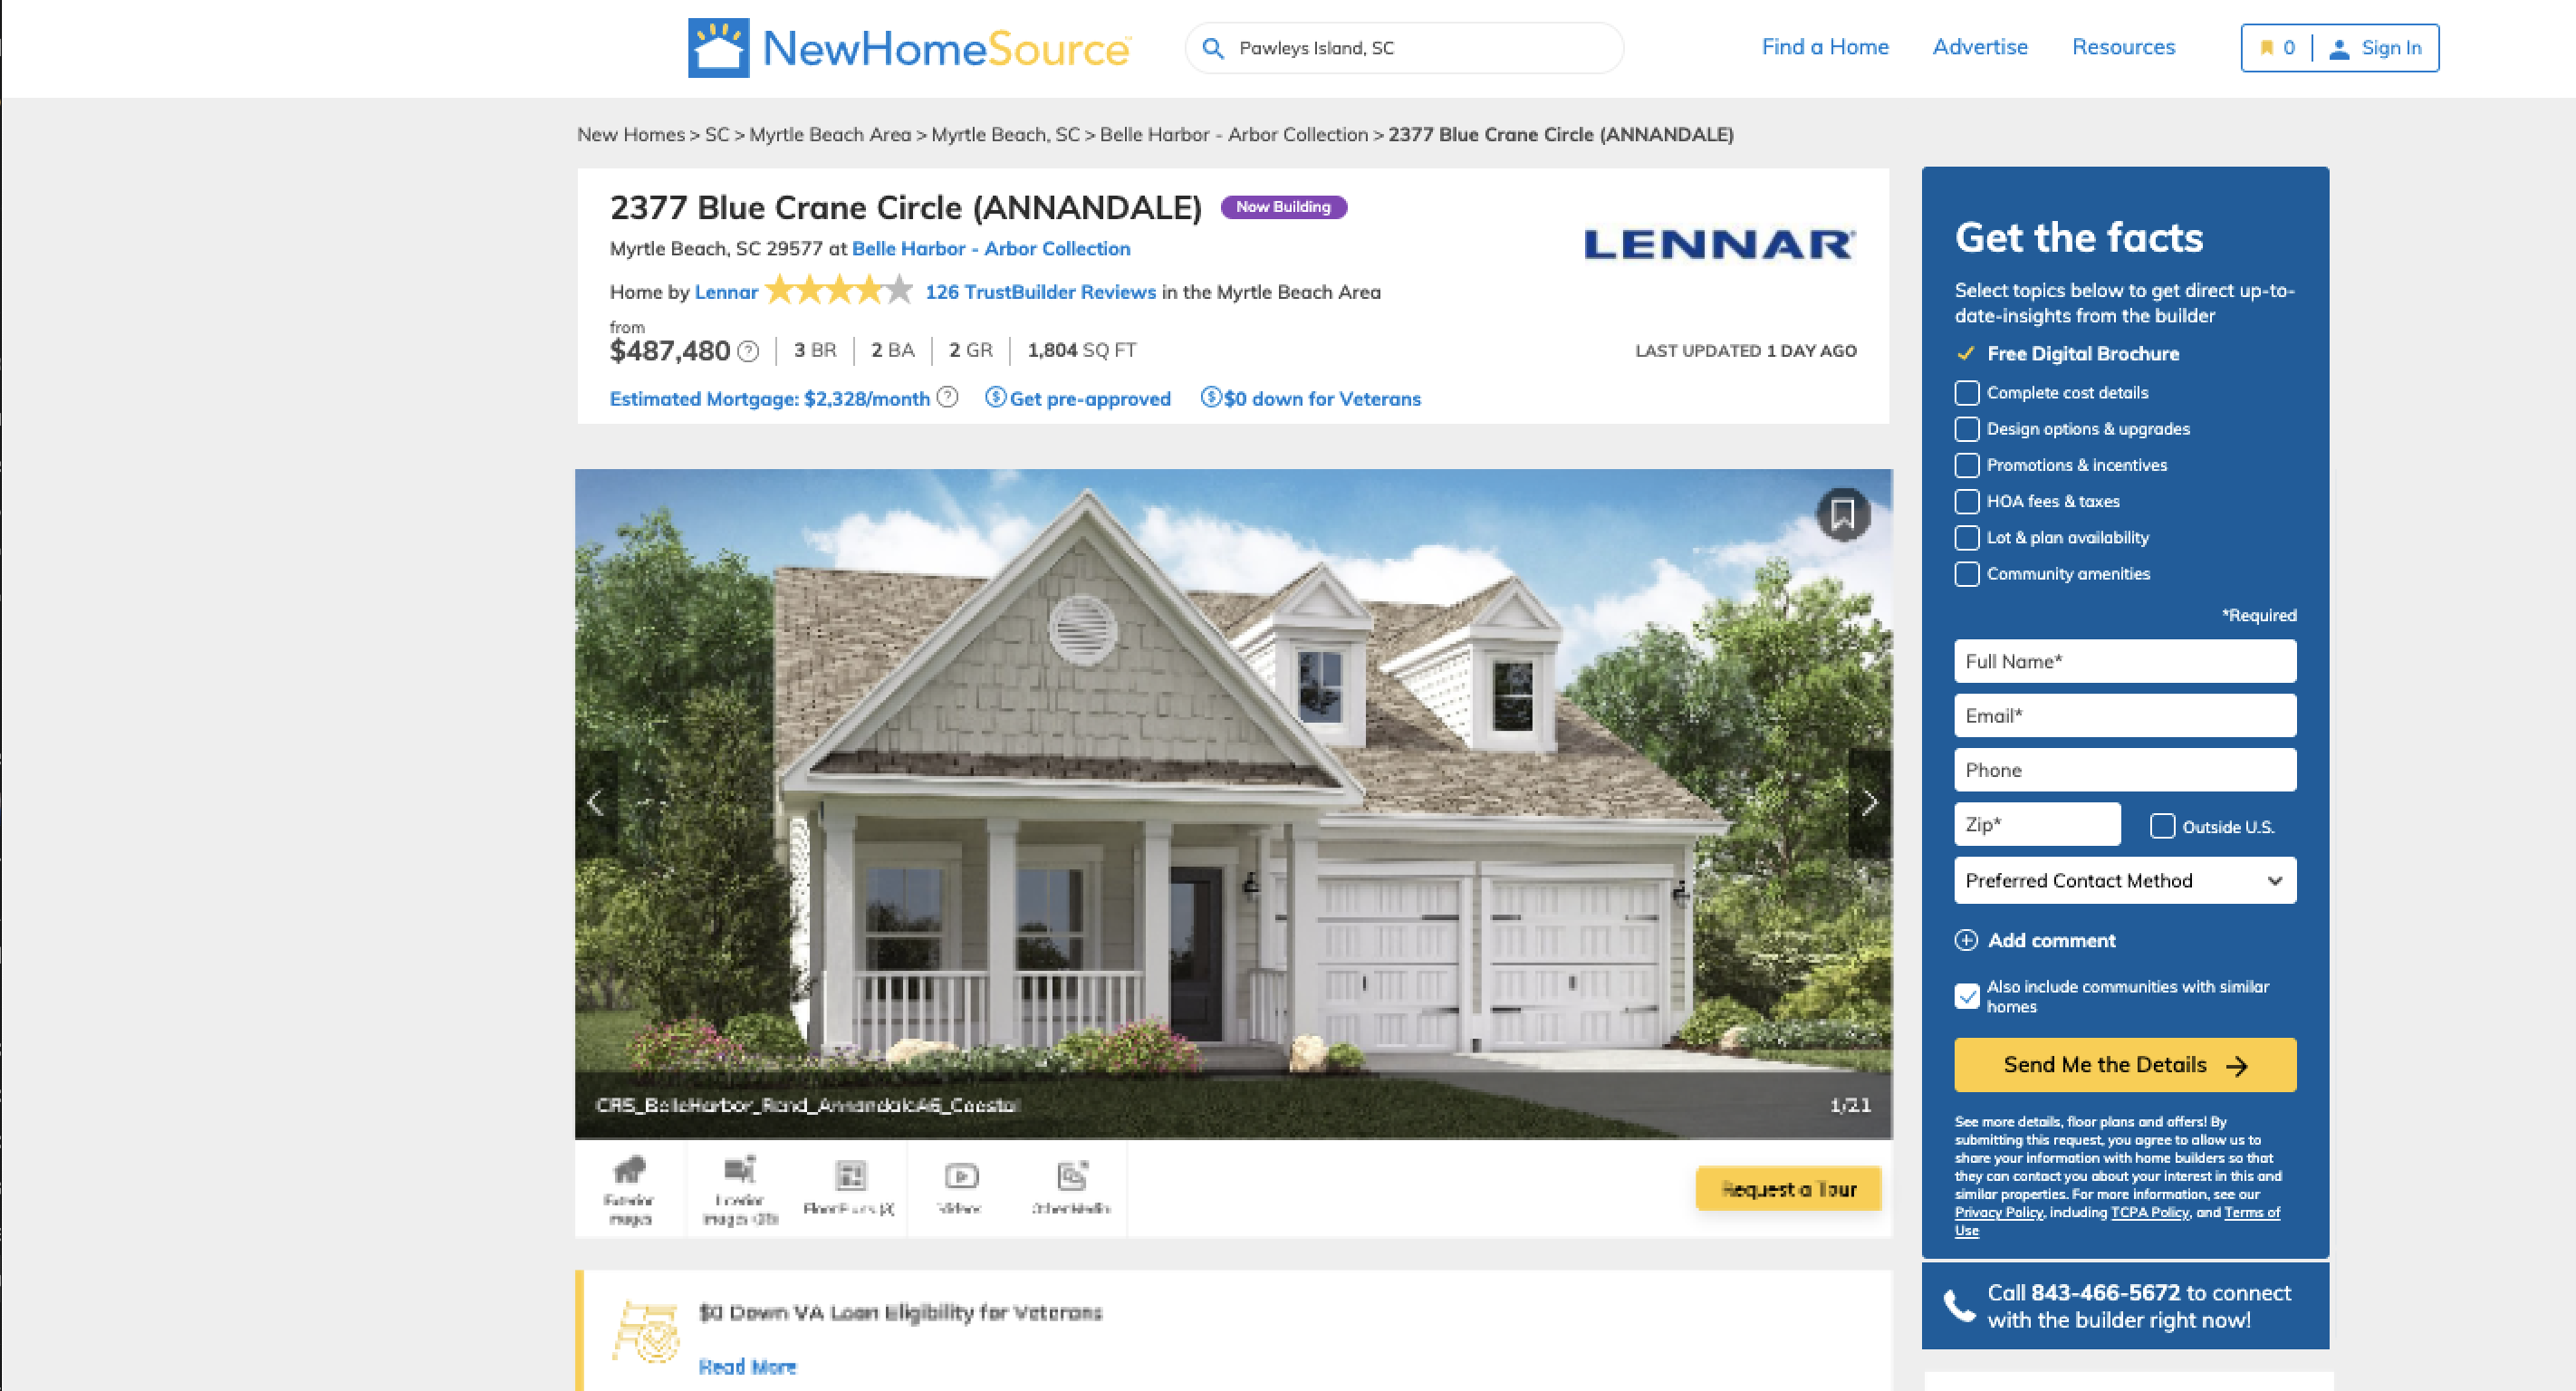 NewHomeSource
Pawleys Island, SC
Find a Home
Advertise
Resources
0 | Sign In
New Homes > SC > Myrtle Beach Area > Myrtle Beach, SC > Belle Harbor - Arbor Collection > 2377 Blue Crane Circle (ANNANDALE)
2377 Blue Crane Circle (ANNANDALE) Now Building
LENNAR
Myrtle Beach, SC 29577 at Belle Harbor - Arbor Collection
Home by Lennar 126 TrustBuilder Reviews in the Myrtle Beach Area
from
$487,480 ? 3 BR 2 BA 2 GR 1,804 SQ FT
LAST UPDATED 1 DAY AGO
Estimated Mortgage: $2,328/month ? $ Get pre-approved $ $0 down for Veterans
1/21
Exterior
Images
Interior
Images
Videos
Other Media
Request a Tour
$0 Down VA Loan Eligibility for Veterans
Read More
Get the facts
Select topics below to get direct up-to-
date-insights from the builder
Free Digital Brochure
Complete cost details
Design options & upgrades
Promotions & incentives
HOA fees & taxes
Lot & plan availability
Community amenities
*Required
Full Name*
Email*
Phone
Zip*
Outside U.S.
Preferred Contact Method
Add comment
Also include communities with similar
homes
Send Me the Details
See more details, floor plans and offers! By
submitting this request, you agree to allow us to
share your information with home builders so that
they can contact you about your interest in this and
similar properties. For more information, see our
Privacy Policy, including TCPA Policy, and Terms of
Use
Call 843-466-5672 to connect
with the builder right now!